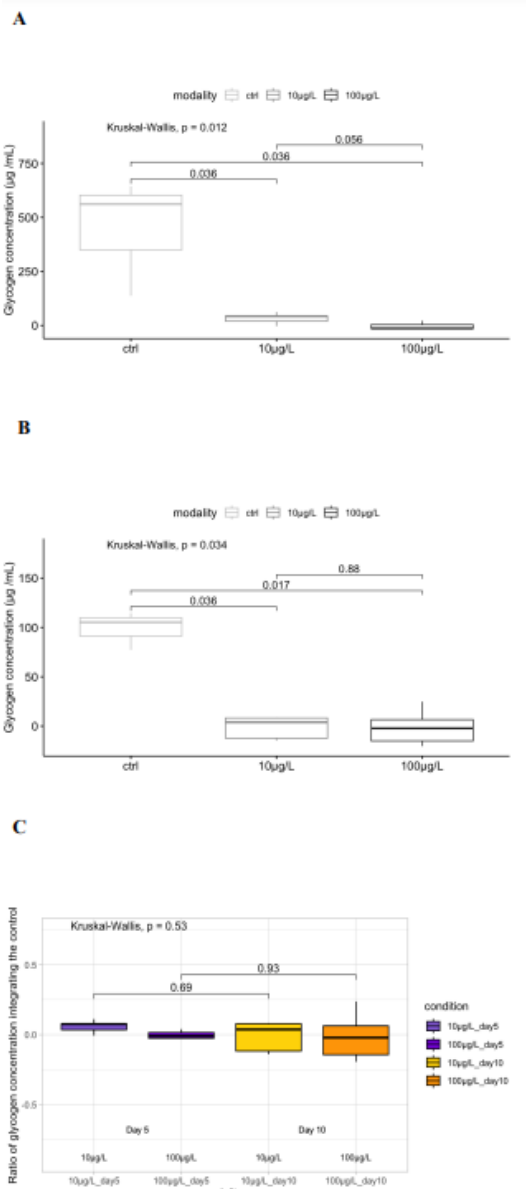 A
modality ctrl 10µg/L 100µg/L
Kruskal-Wallis, p = 0.012
0.056
0.036
0.036
Glycogen concentration (µg /mL)
750
500
250
0
ctrl 10µg/L 100µg/L
B
modality ctrl 10µg/L 100µg/L
Kruskal-Wallis, p = 0.034
0.88
0.017
0.036
Glycogen concentration (µg /mL)
150
100
50
0
ctrl 10µg/L 100µg/L
C
Ratio of glycogen concentration integrating the control
Kruskal-Wallis, p = 0.53
0.93
0.69
0.5
0.0
-0.5
condition
10µg/L_day5
100µg/L_day5
10µg/L_day10
100µg/L_day10
Day 5 Day 10
10µg/L 100µg/L 10µg/L 100µg/L
10µg/L_day5 100µg/L_day5 10µg/L_day10 100µg/L_day10